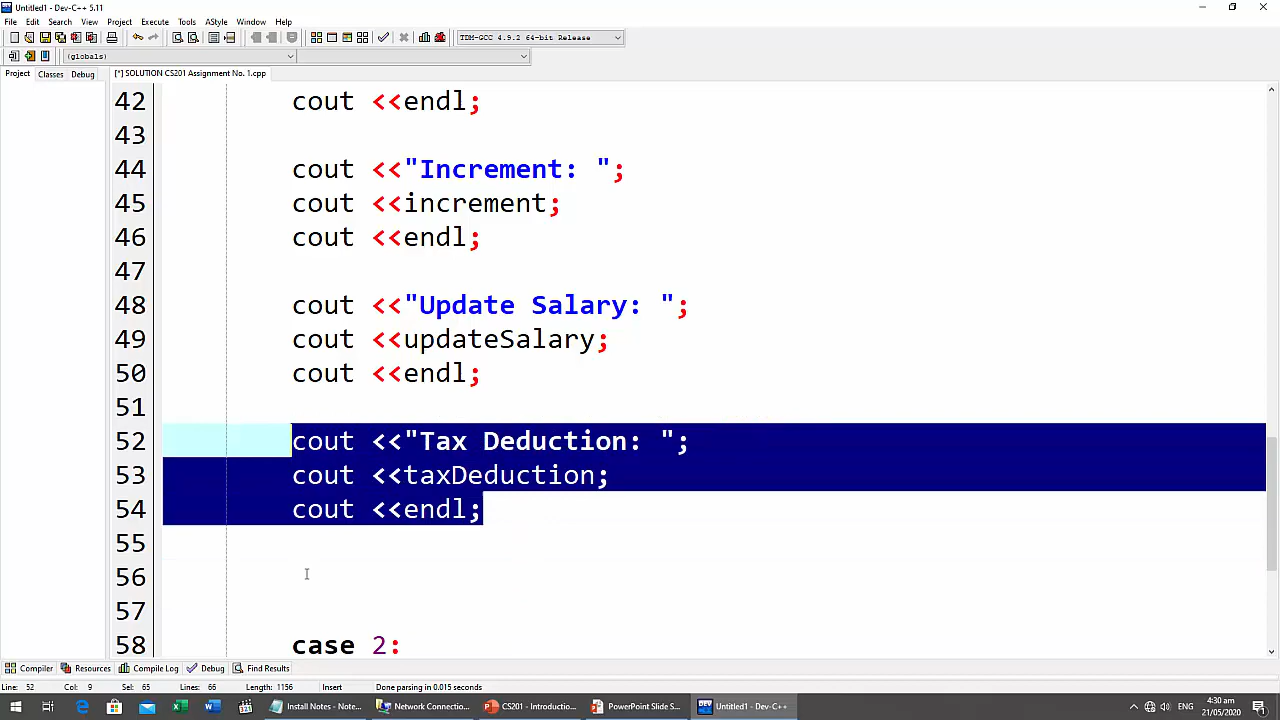 Untitled1 - Dev-C++ 5.11
File Edit Search View Project Execute Tools AStyle Window Help
TDM-GCC 4.9.2 64-bit Release
(globals)
Project Classes Debug [*] SOLUTION CS201 Assignment No. 1.cpp
42 cout <<endl;
43
44 cout <<"Increment: ";
45 cout <<increment;
46 cout <<endl;
47
48 cout <<"Update Salary: ";
49 cout <<updateSalary;
50 cout <<endl;
51
52 cout <<"Tax Deduction: ";
53 cout <<taxDeduction;
54 cout <<endl;
55
56
57
58 case 2:
Compiler Resources Compile Log Debug Find Results
Line: 52 Col: 9 Sel: 65 Lines: 66 Length: 1156 Insert Done parsing in 0.015 seconds
Install Notes - Note... Network Connectio... CS201 - Introductio... PowerPoint Slide S... Untitled1 - Dev-C++ 4:30 pm
21/05/2020